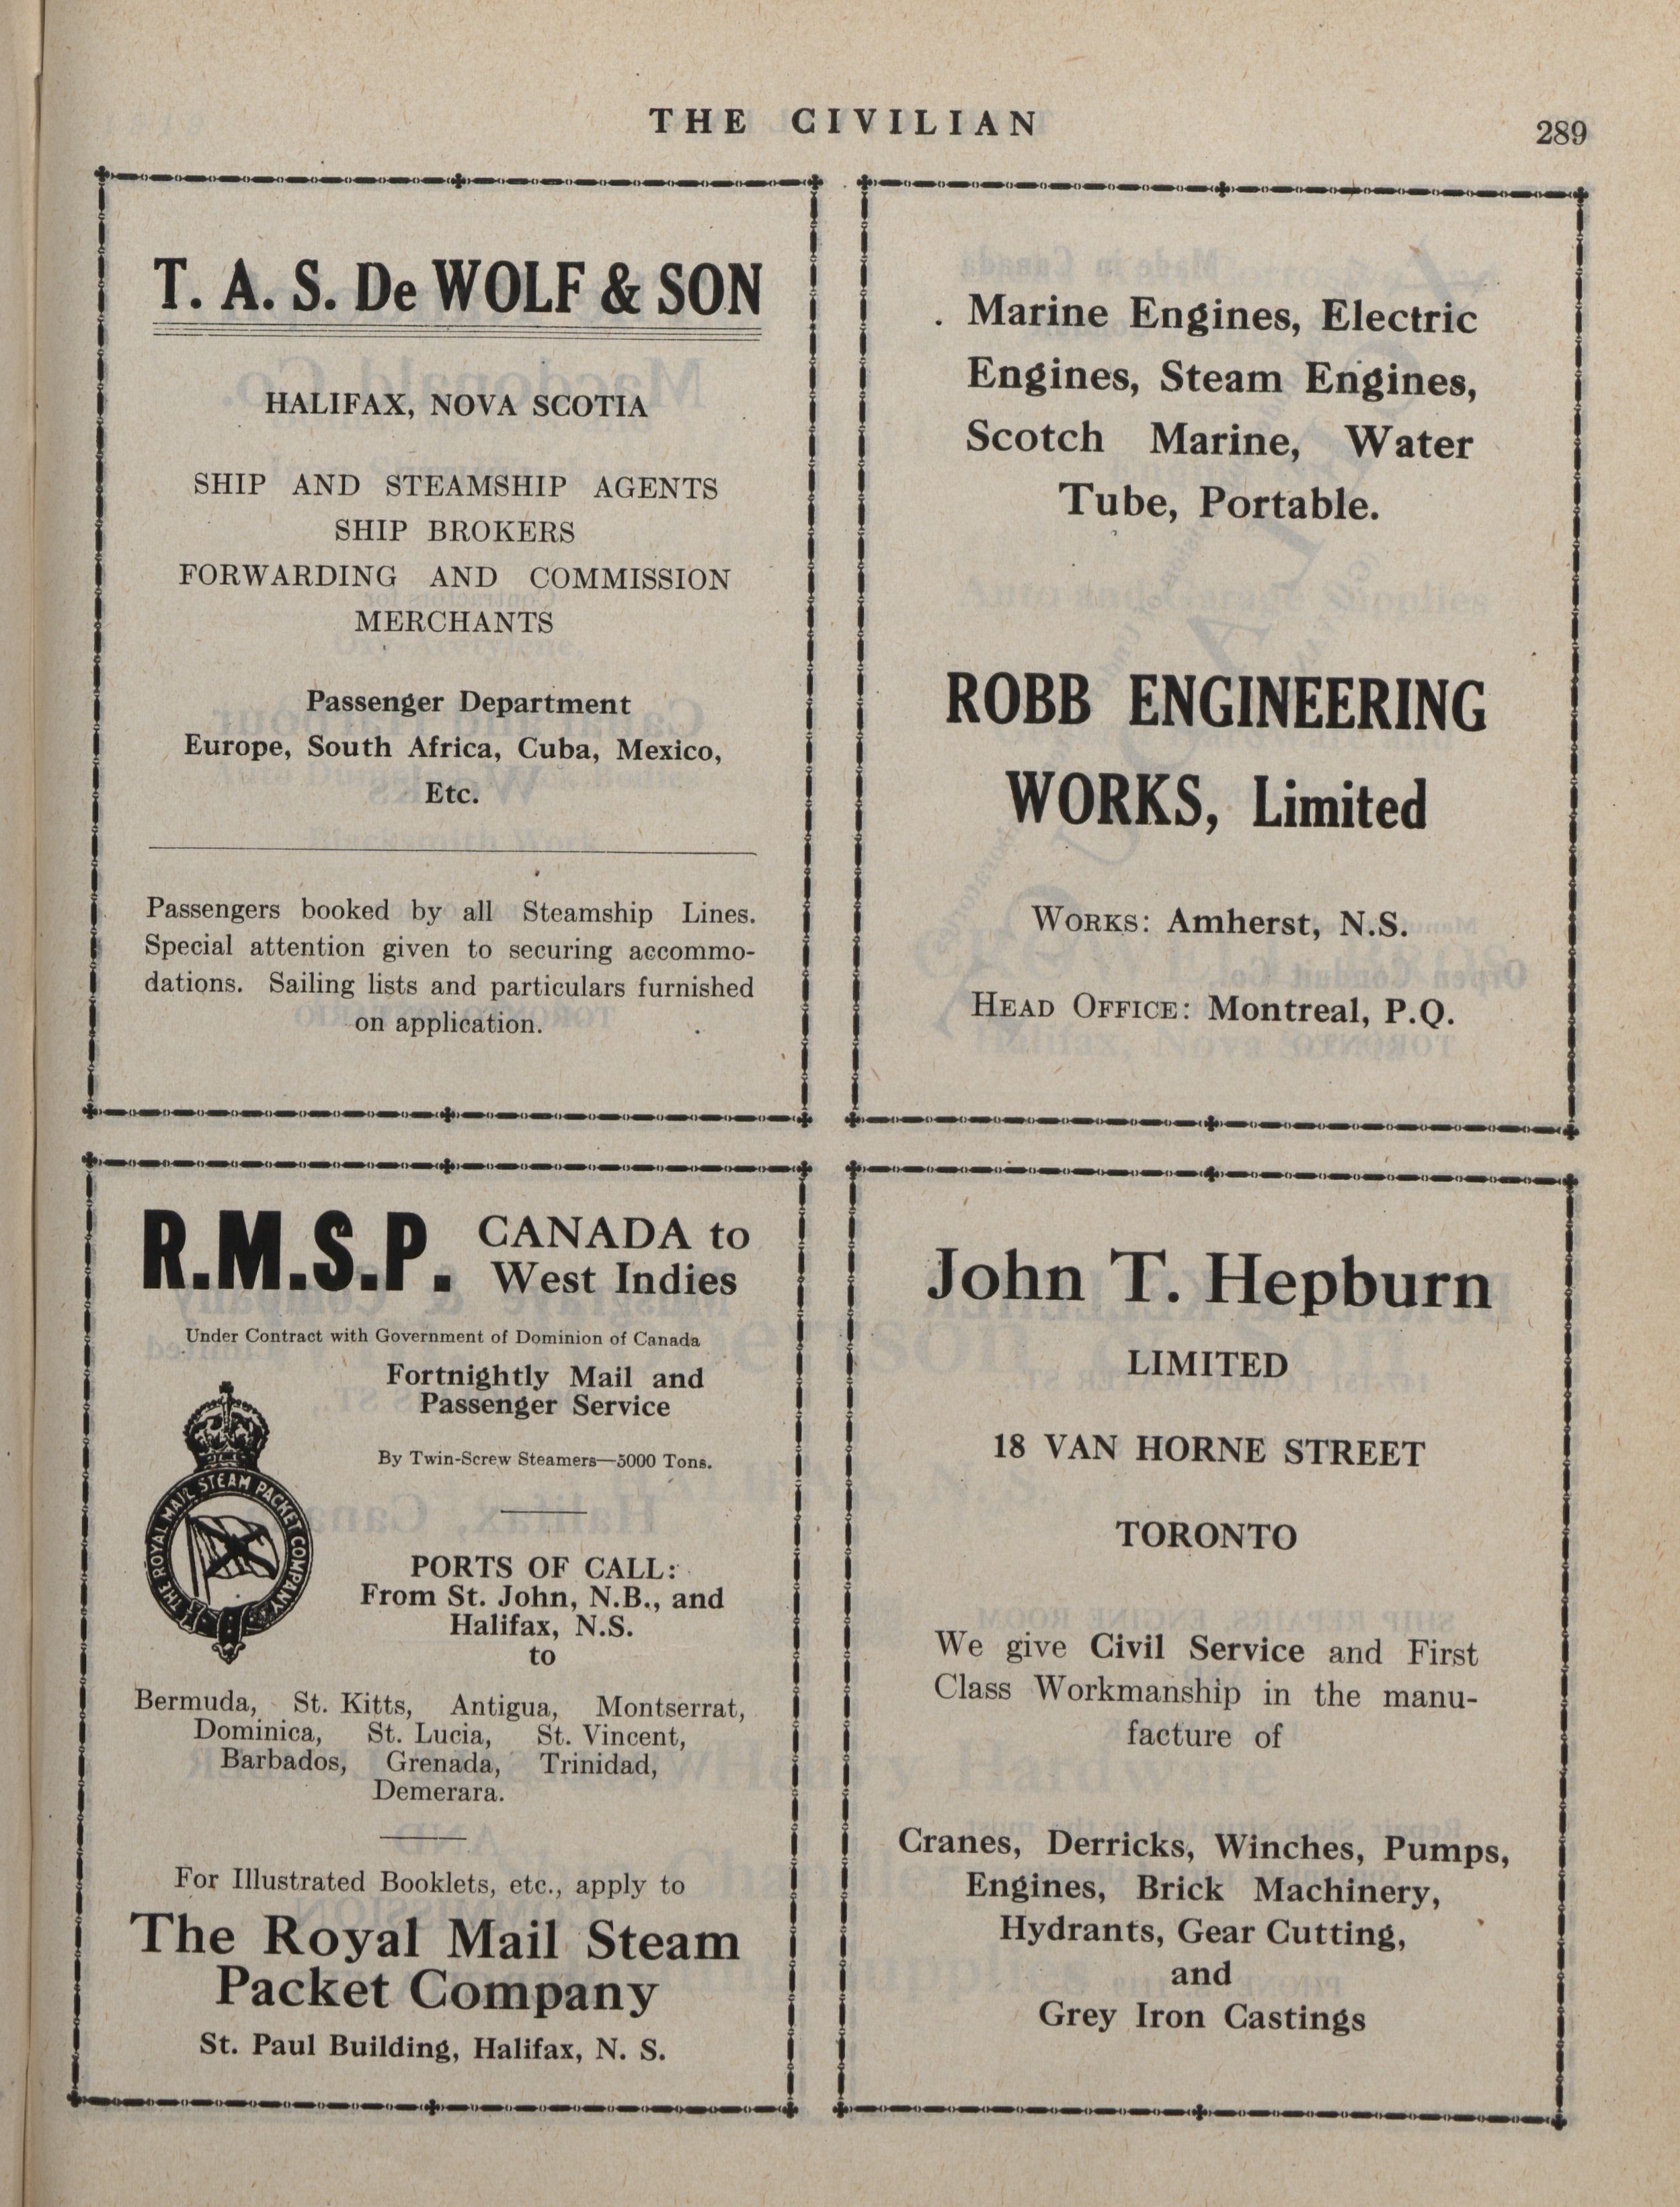 THE CIVILIAN
289
T. A. S. De WOLF & SON
HALIFAX, NOVA SCOTIA
SHIP AND STEAMSHIP AGENTS
SHIP BROKERS
FORWARDING AND COMMISSION
MERCHANTS
Passenger Department
Europe, South Africa, Cuba, Mexico,
Etc.
Passengers booked by all Steamship Lines.
Special attention given to securing accommo-
dations. Sailing lists and particulars furnished
on application.
Marine Engines, Electric
Engines, Steam Engines,
Scotch Marine, Water
Tube, Portable.
ROBB ENGINEERING
WORKS, Limited
WORKS: Amherst, N.S.
HEAD OFFICE: Montreal, P.Q.
R.M.S.P. CANADA to
West Indies
Under Contract with Government of Dominion of Canada
Fortnightly Mail and
Passenger Service
By Twin-Screw Steamers—5000 Tons.
THE ROYAL MAIL STEAM PACKET COMPANY
PORTS OF CALL:
From St. John, N.B., and
Halifax, N.S.
to
Bermuda, St. Kitts, Antigua, Montserrat,
Dominica, St. Lucia, St. Vincent,
Barbados, Grenada, Trinidad,
Demerara.
For Illustrated Booklets, etc., apply to
The Royal Mail Steam
Packet Company
St. Paul Building, Halifax, N. S.
John T. Hepburn
LIMITED
18 VAN HORNE STREET
TORONTO
We give Civil Service and First
Class Workmanship in the manu-
facture of
Cranes, Derricks, Winches, Pumps,
Engines, Brick Machinery,
Hydrants, Gear Cutting,
and
Grey Iron Castings